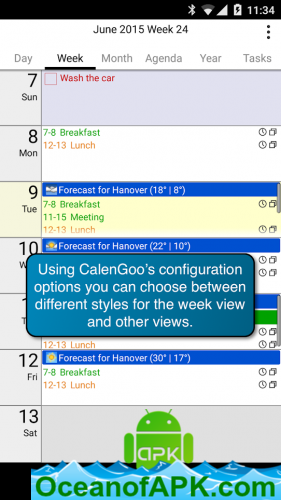 11:34
June 2015 Week 24
Day Week Month Agenda Year Tasks
7 Sun
Wash the car
8 Mon
7-8 Breakfast
12-13 Lunch
9 Tue
Forecast for Hanover (18° | 8°)
7-8 Breakfast
11-15 Meeting
12-13 Lunch
10
Forecast for Hanover (22° | 10°)
Using CalenGoo's configuration
options you can choose between
different styles for the week view
and other views.
12 Fri
Forecast for Hanover (30° | 17°)
7-8 Breakfast
12-13 Lunch
13 Sat
APK
OceanofAPK.com